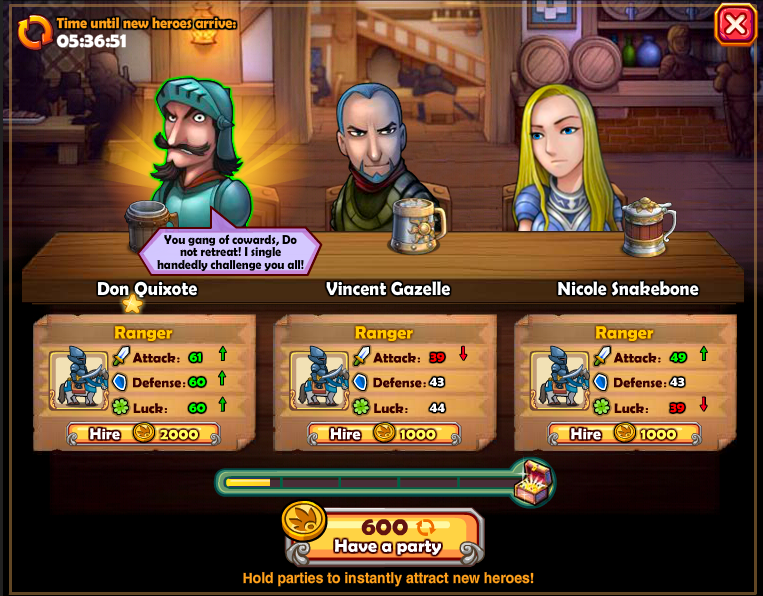 Time until new heroes arrive:
05:36:51
You gang of cowards, Do
not retreat! I single
handedly challenge you all!
Don Quixote
Vincent Gazelle
Nicole Snakebone
Ranger
Attack: 61
Defense: 60
Luck: 60
Hire 2000
Ranger
Attack: 39
Defense: 43
Luck: 44
Hire 1000
Ranger
Attack: 49
Defense: 43
Luck: 39
Hire 1000
600
Have a party
Hold parties to instantly attract new heroes!